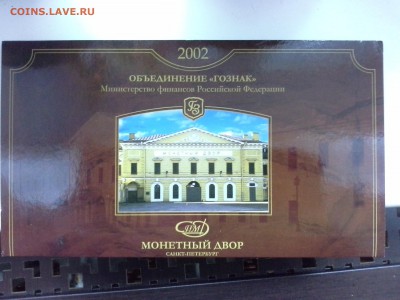 COINS.LAVE.RU
2002
ОБЪЕДИНЕНИЕ «ГОЗНАК»
Министерство финансов Российской Федерации
МОНЕТНЫЙ ДВОР
САНКТ-ПЕТЕРБУРГ